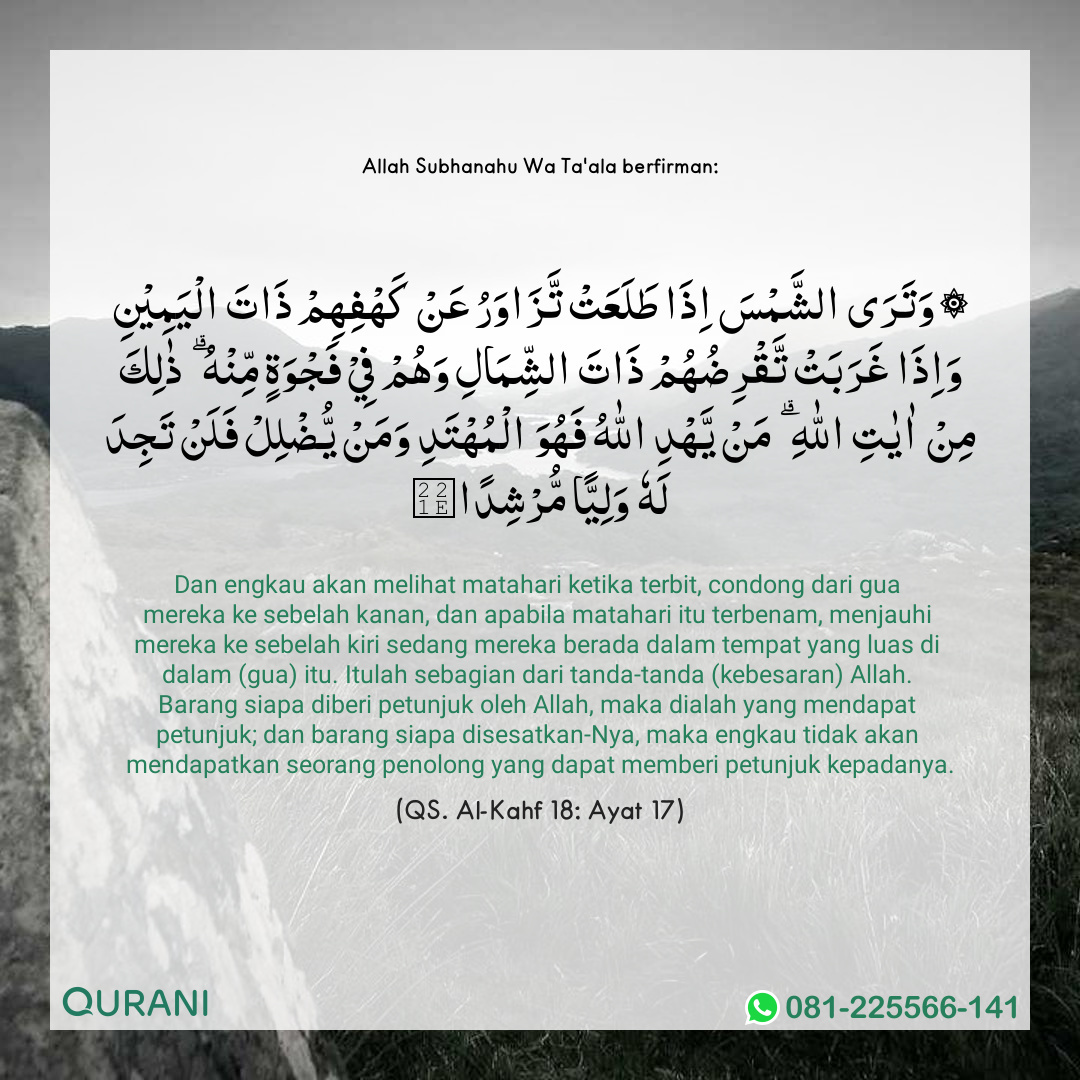 Allah Subhanahu Wa Ta'ala berfirman:
۞وَتَرَى الشَّمْسَ اِذَا طَلَعَتْ تَّزَاوَرُ عَنْ كَهْفِهِمْ ذَاتَ الْيَمِيْنِ
وَاِذَا غَرَبَتْ تَّقْرِضُهُمْ ذَاتَ الشِّمَالِ وَهُمْ فِيْ فَجْوَةٍ مِّنْهُ ۗ ذٰلِكَ
مِنْ اٰيٰتِ اللّٰهِ ۗ مَنْ يَّهْدِ اللّٰهُ فَهُوَ الْمُهْتَدِ وَمَنْ يُّضْلِلْ فَلَنْ تَجِدَ
لَهٗ وَلِيًّا مُّرْشِدًا
Dan engkau akan melihat matahari ketika terbit, condong dari gua
mereka ke sebelah kanan, dan apabila matahari itu terbenam, menjauhi
mereka ke sebelah kiri sedang mereka berada dalam tempat yang luas di
dalam (gua) itu. Itulah sebagian dari tanda-tanda (kebesaran) Allah.
Barang siapa diberi petunjuk oleh Allah, maka dialah yang mendapat
petunjuk; dan barang siapa disesatkan-Nya, maka engkau tidak akan
mendapatkan seorang penolong yang dapat memberi petunjuk kepadanya.
(QS. Al-Kahf 18: Ayat 17)
QURANI
081-225566-141